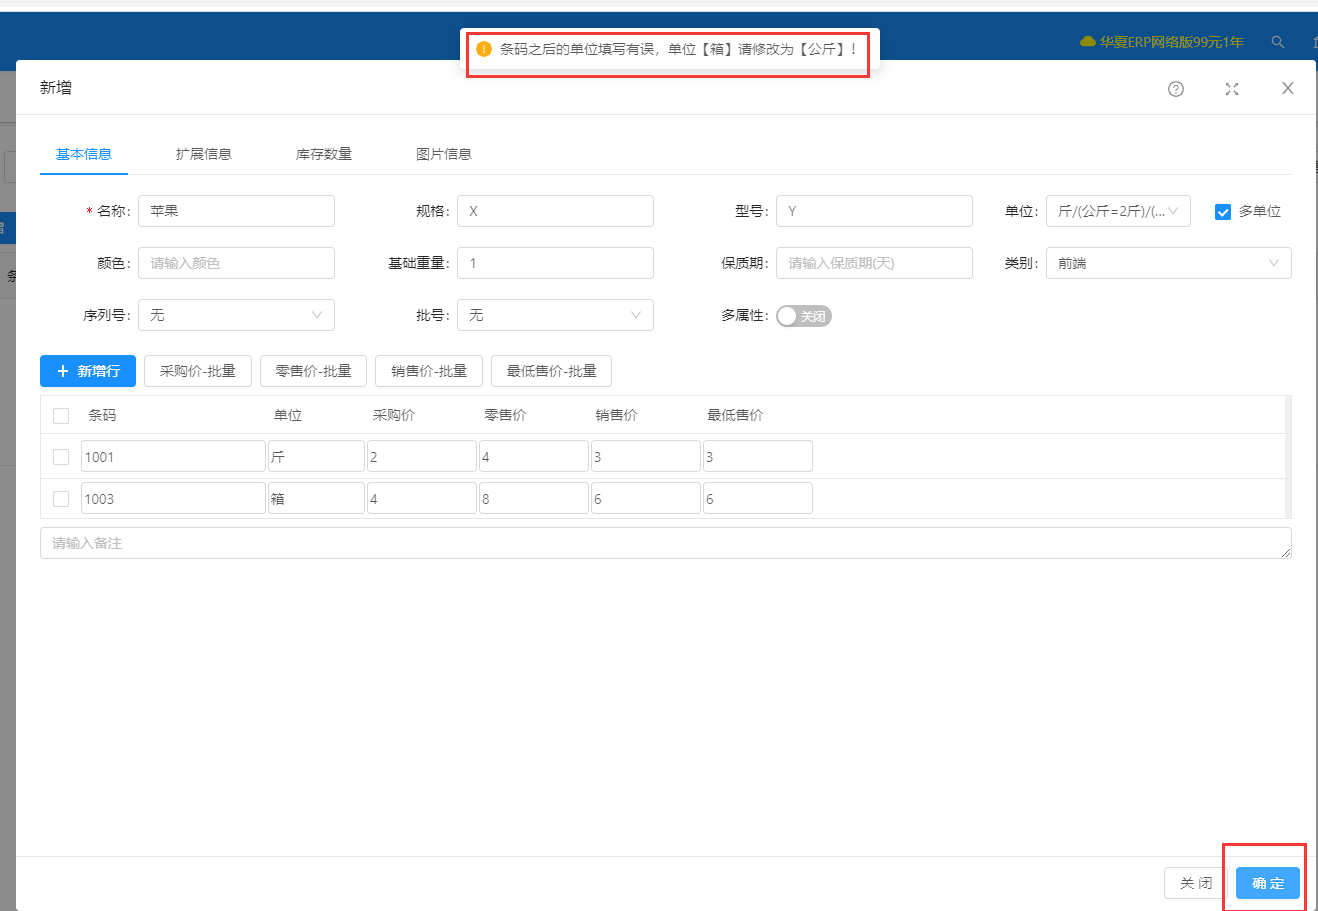 条码之后的单位填写有误，单位【箱】请修改为【公斤】！
华夏ERP网络版99元1年
新增
基本信息 扩展信息 库存数量 图片信息
* 名称: 苹果 规格: X 型号: Y 单位: 斤/(公斤=2斤)/(... 多单位
颜色: 请输入颜色 基础重量: 1 保质期: 请输入保质期(天) 类别: 前端
序列号: 无 批号: 无 多属性: 关闭
+ 新增行 采购价-批量 零售价-批量 销售价-批量 最低售价-批量
条码 单位 采购价 零售价 销售价 最低售价
1001 斤 2 4 3 3
1003 箱 4 8 6 6
请输入备注
关 闭 确 定